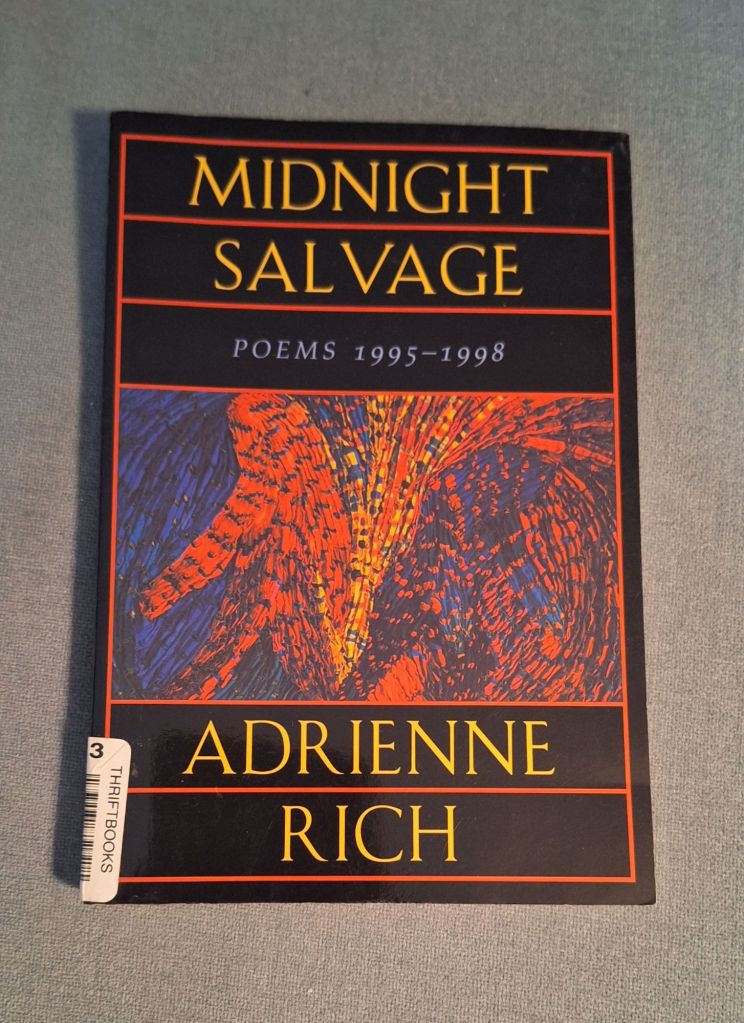 MIDNIGHT
SALVAGE
POEMS 1995–1998
ADRIENNE
RICH
3
THRIFTBOOKS